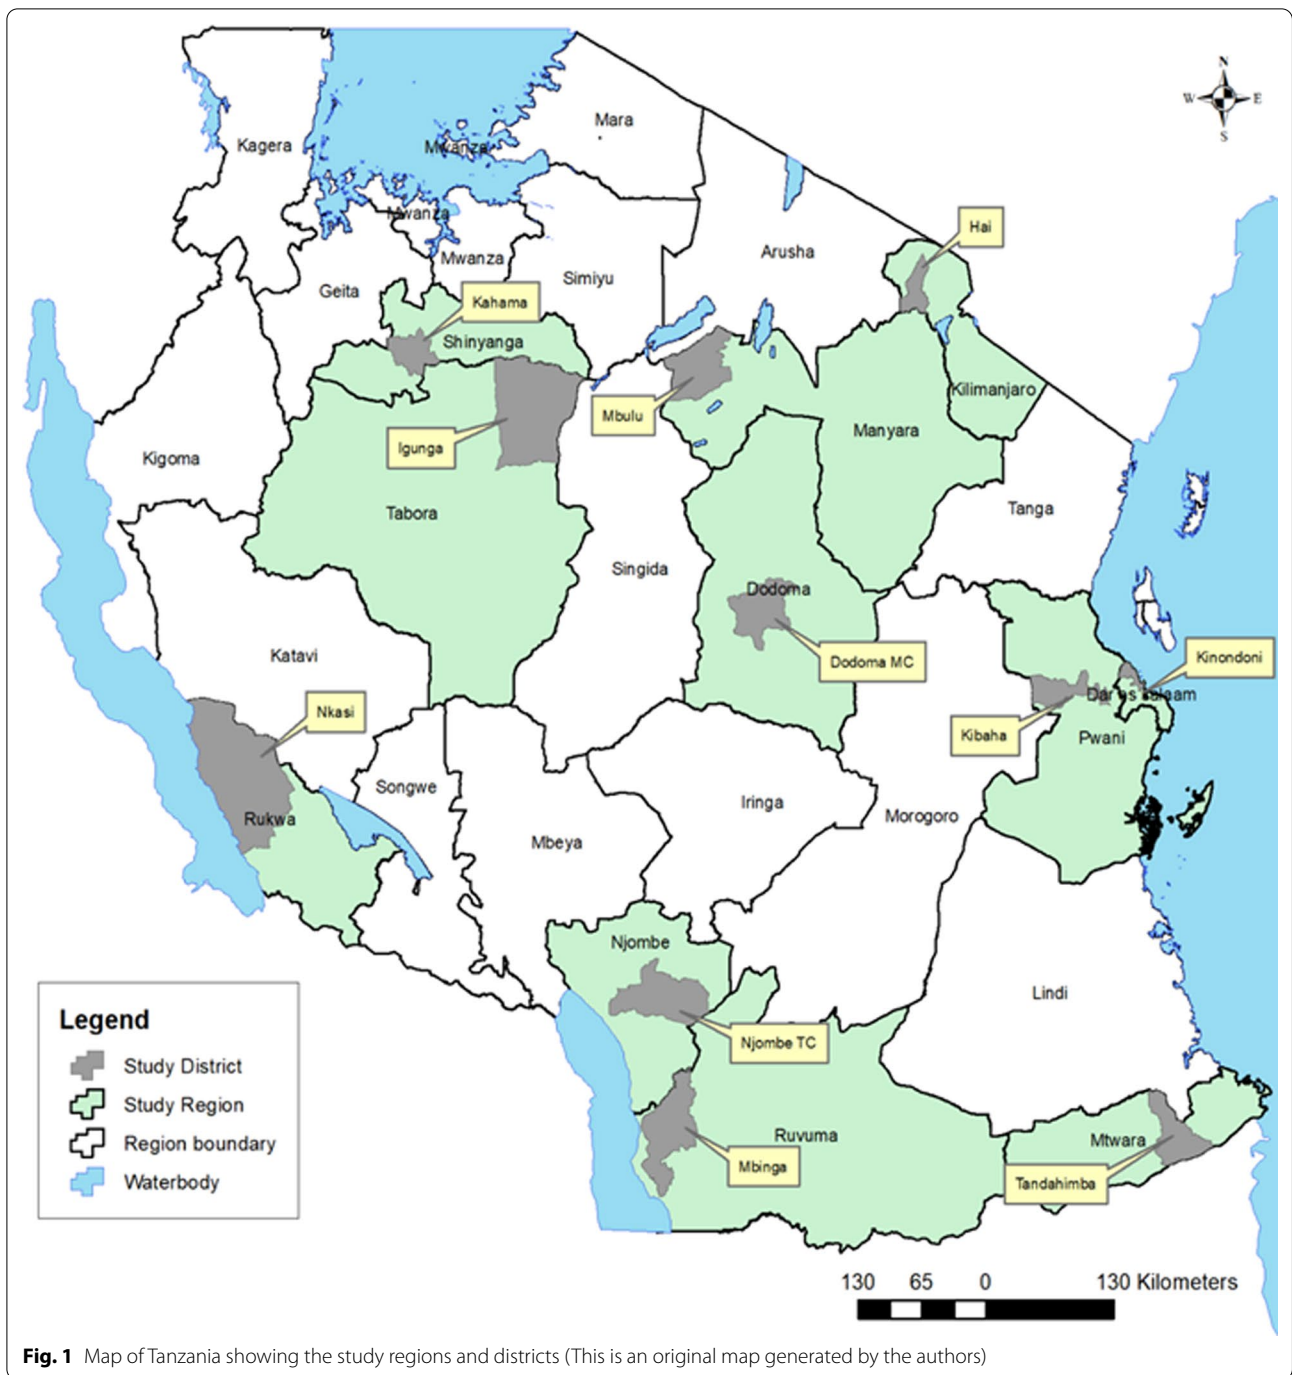 N
W E
S
Mara
Kagera
Mwanza
Mwanza
Hai
Arusha
Mwanza
Simiyu
Geita
Kahama
Shinyanga
Kilimanjaro
Mbulu
Manyara
Igunga
Kigoma
Tanga
Tabora
Singida
Dodoma
Katavi
Dodoma MC
Kinondoni
Dar es salaam
Nkasi
Kibaha
Pwani
Songwe
Iringa
Rukwa
Morogoro
Mbeya
Njombe
Lindi
Njombe TC
Ruvuma
Mtwara
Mbinga
Tandahimba
Legend
Study District
Study Region
Region boundary
Waterbody
130 65 0 130 Kilometers
Fig. 1 Map of Tanzania showing the study regions and districts (This is an original map generated by the authors)